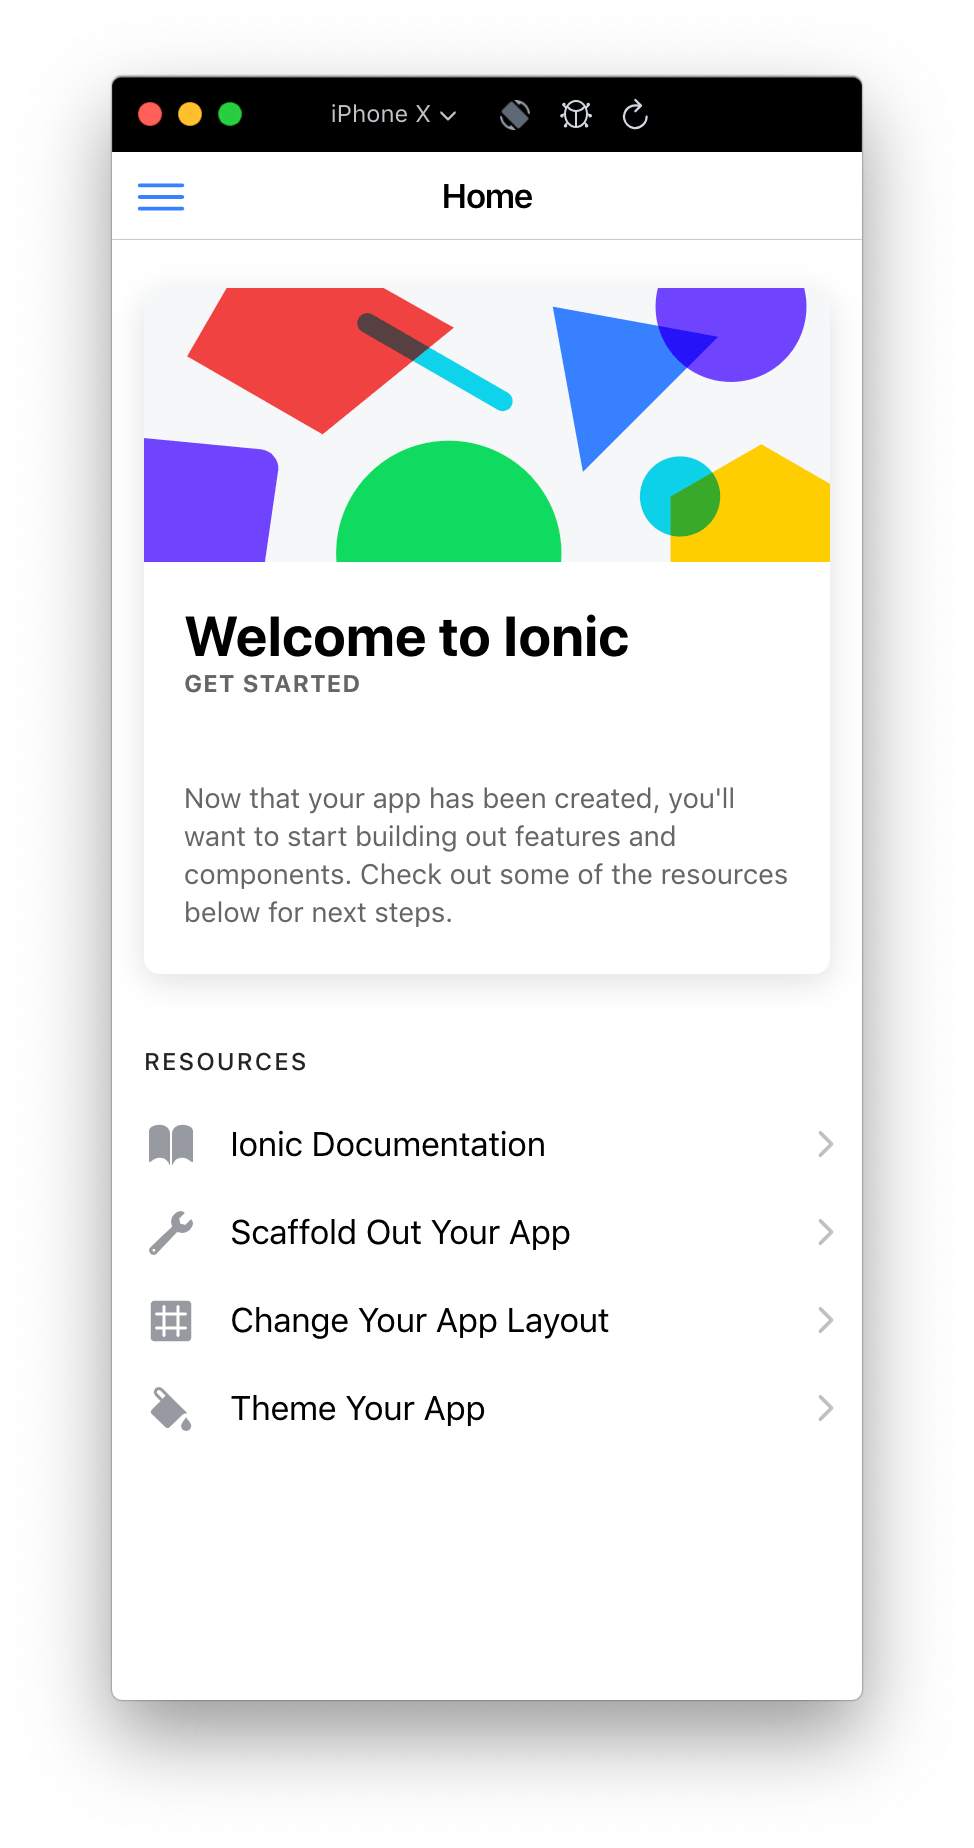 iPhone X
Home
Welcome to Ionic
GET STARTED
Now that your app has been created, you'll
want to start building out features and
components. Check out some of the resources
below for next steps.
RESOURCES
Ionic Documentation
Scaffold Out Your App
Change Your App Layout
Theme Your App